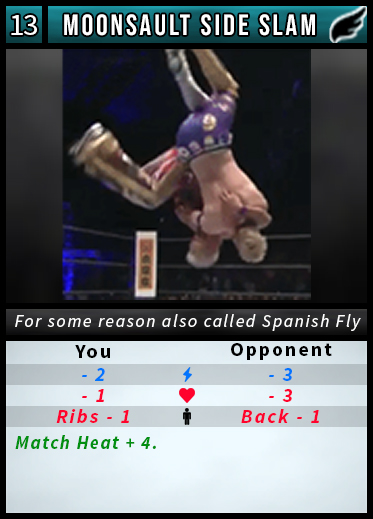 13 MOONSAULT SIDE SLAM
For some reason also called Spanish Fly
You Opponent
- 2 - 3
- 1 - 3
Ribs - 1 Back - 1
Match Heat + 4.